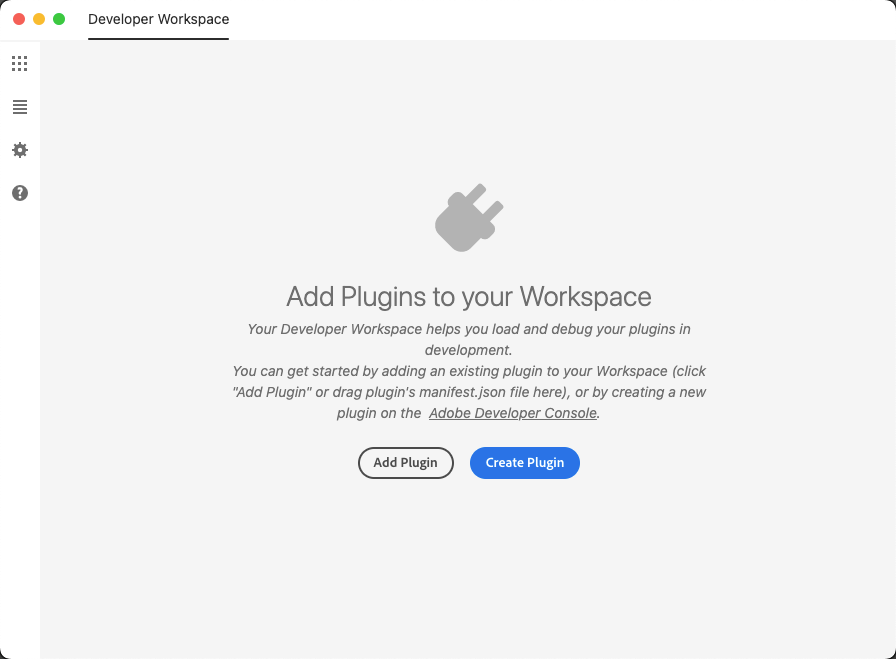 Developer Workspace
Add Plugins to your Workspace
Your Developer Workspace helps you load and debug your plugins in
development.
You can get started by adding an existing plugin to your Workspace (click
"Add Plugin" or drag plugin's manifest.json file here), or by creating a new
plugin on the Adobe Developer Console.
Add Plugin
Create Plugin